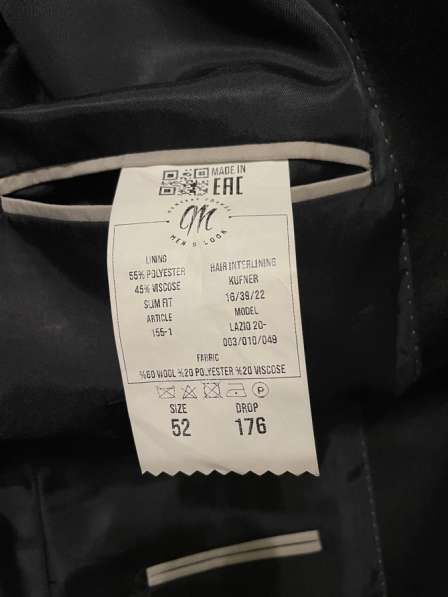 MADE IN
EAC
M
MEN'S LOOK
LINING
55% POLYESTER
45% VISCOSE
SLIM FIT
ARTICLE
155-1
HAIR INTERLINING
KUFNER
16/39/22
MODEL
LAZIO 20-
003/010/049
FABRIC
%60 WOOL %20 POLYESTER %20 VISCOSE
SIZE
52
DROP
176